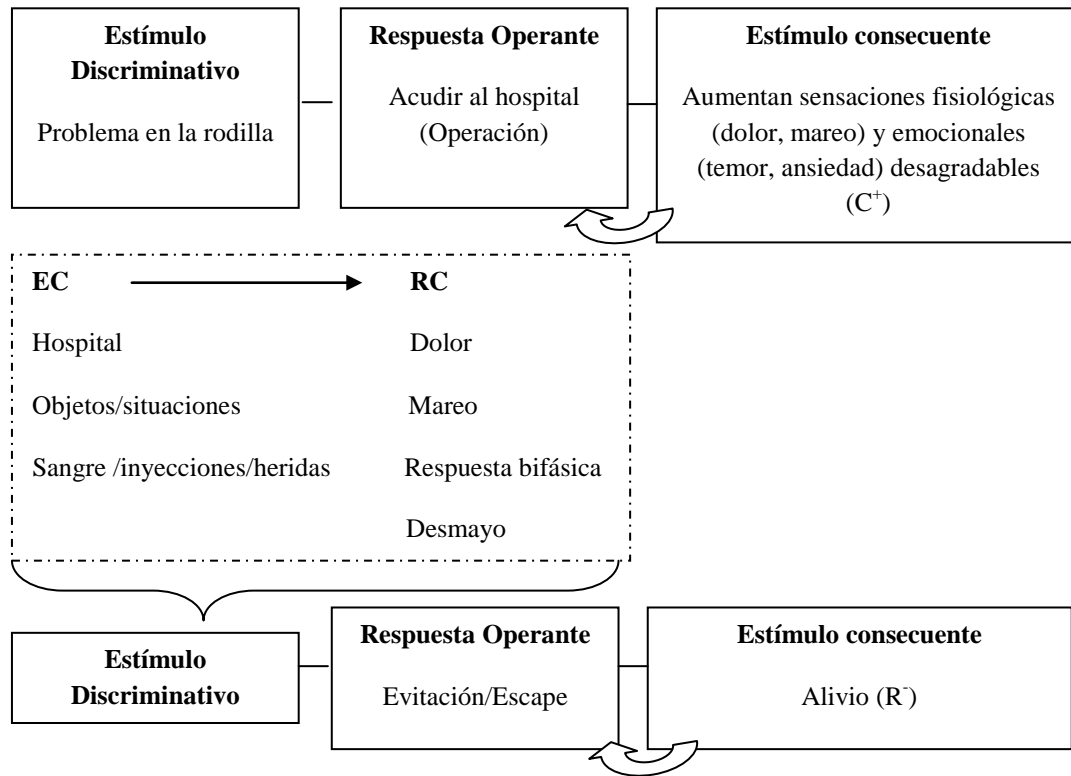 Estímulo
Discriminativo
Problema en la rodilla
Respuesta Operante
Acudir al hospital
(Operación)
Estímulo consecuente
Aumentan sensaciones fisiológicas
(dolor, mareo) y emocionales
(temor, ansiedad) desagradables
(C⁺)
EC
RC
Hospital
Dolor
Objetos/situaciones
Mareo
Sangre /inyecciones/heridas
Respuesta bifásica
Desmayo
Estímulo
Discriminativo
Respuesta Operante
Evitación/Escape
Estímulo consecuente
Alivio (R⁻)